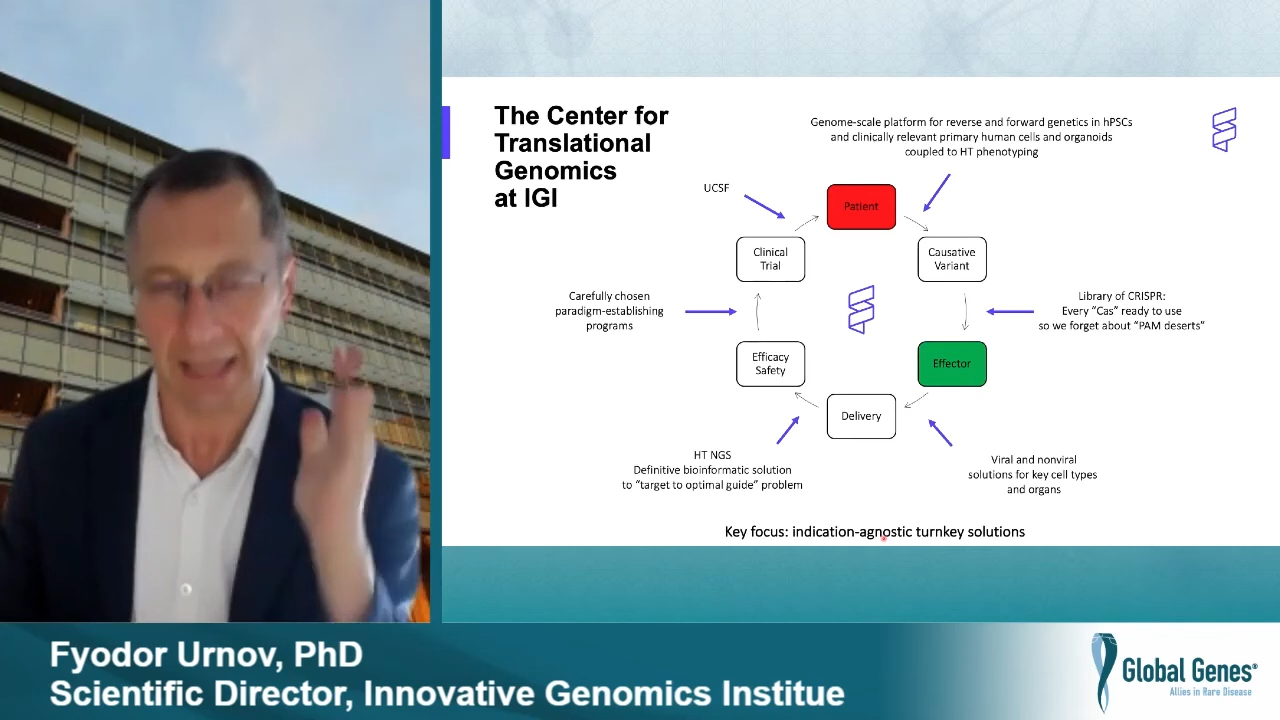 The Center for
Translational
Genomics
at IGI
Genome-scale platform for reverse and forward genetics in hPSCs
and clinically relevant primary human cells and organoids
coupled to HT phenotyping
UCSF
Patient
Clinical
Trial
Causative
Variant
Carefully chosen
paradigm-establishing
programs
Library of CRISPR:
Every "Cas" ready to use
so we forget about "PAM deserts"
Efficacy
Safety
Effector
Delivery
HT NGS
Definitive bioinformatic solution
to "target to optimal guide" problem
Viral and nonviral
solutions for key cell types
and organs
Key focus: indication-agnostic turnkey solutions
Fyodor Urnov, PhD
Scientific Director, Innovative Genomics Institue
Global Genes®
Allies in Rare Disease